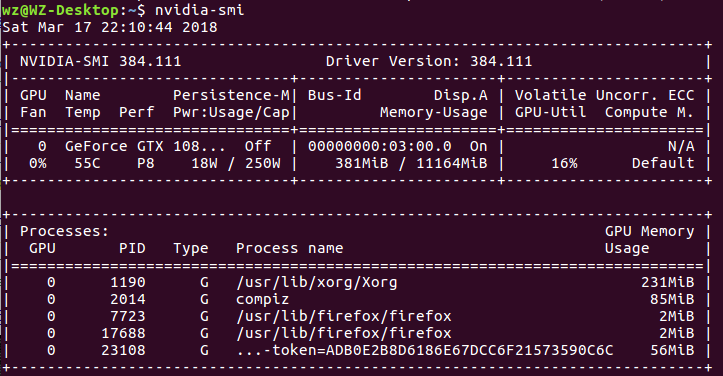 wz@WZ-Desktop:~$ nvidia-smi
Sat Mar 17 22:10:44 2018
+-----------------------------------------------------------------------------+
| NVIDIA-SMI 384.111                Driver Version: 384.111                   |
|-------------------------------+----------------------+----------------------+
| GPU  Name        Persistence-M| Bus-Id        Disp.A | Volatile Uncorr. ECC |
| Fan  Temp  Perf  Pwr:Usage/Cap|         Memory-Usage | GPU-Util  Compute M. |
|===============================+======================+======================|
|   0  GeForce GTX 108...  Off  | 00000000:03:00.0  On |                  N/A |
|  0%   55C    P8    18W / 250W |    381MiB / 11164MiB |     16%      Default |
+-------------------------------+----------------------+----------------------+
+-----------------------------------------------------------------------------+
| Processes:                                                       GPU Memory |
|  GPU       PID   Type   Process name                             Usage      |
|=============================================================================|
|    0      1190      G   /usr/lib/xorg/Xorg                           231MiB |
|    0      2014      G   compiz                                        85MiB |
|    0      7723      G   /usr/lib/firefox/firefox                       2MiB |
|    0     17688      G   /usr/lib/firefox/firefox                       2MiB |
|    0     23108      G   ...-token=ADB0E2B8D6186E67DCC6F21573590C6C    56MiB |
+-----------------------------------------------------------------------------+